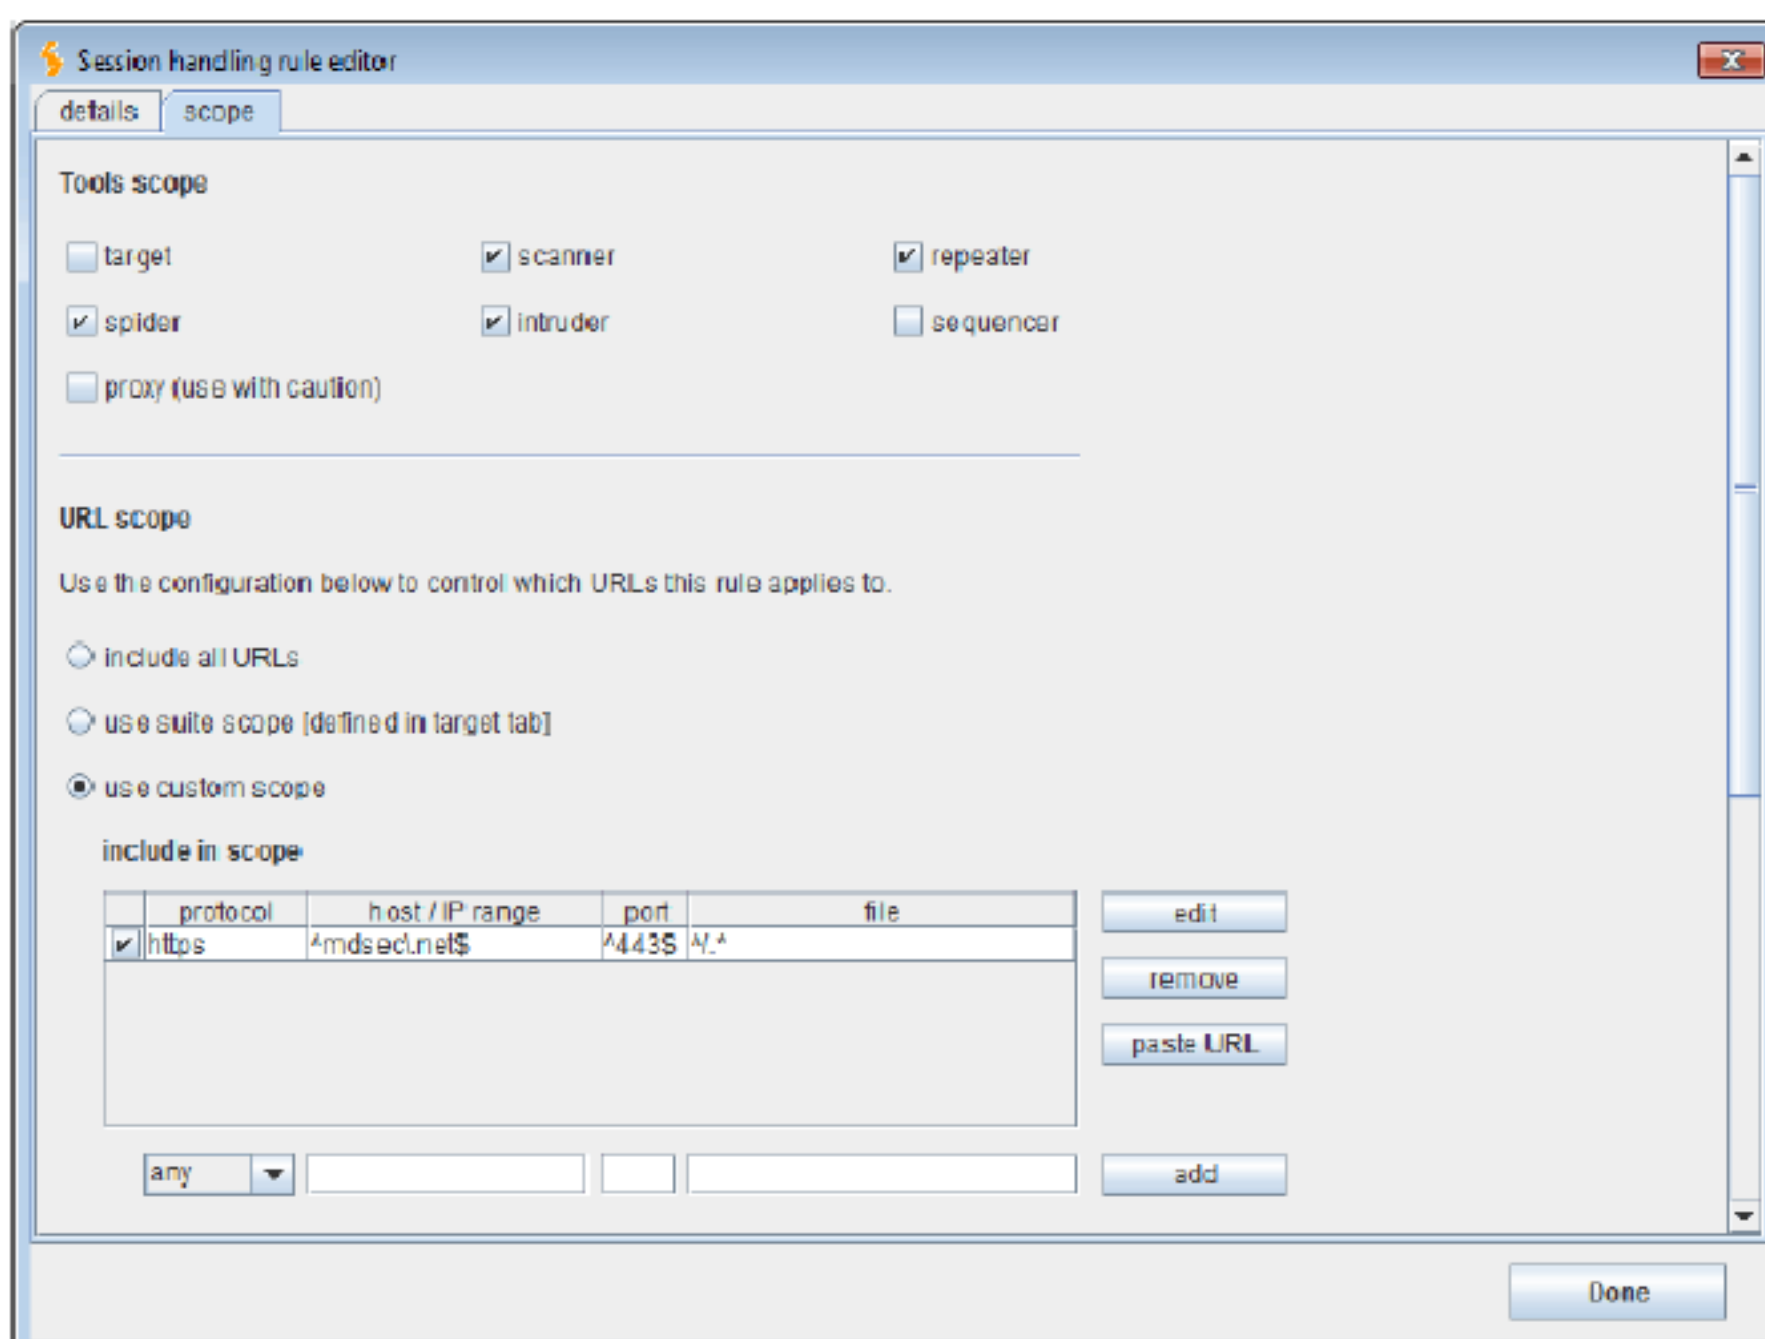 Session handling rule editor
details scope
Tools scope
target scanner repeater
spider intruder sequencer
proxy (use with caution)
URL scope
Use the configuration below to control which URLs this rule applies to.
include all URLs
use suite scope [defined in target tab]
use custom scope
include in scope
protocol host / IP range port file edit
https ^mdsec\.net$ ^443$ ^/.*
remove
paste URL
any add
Done